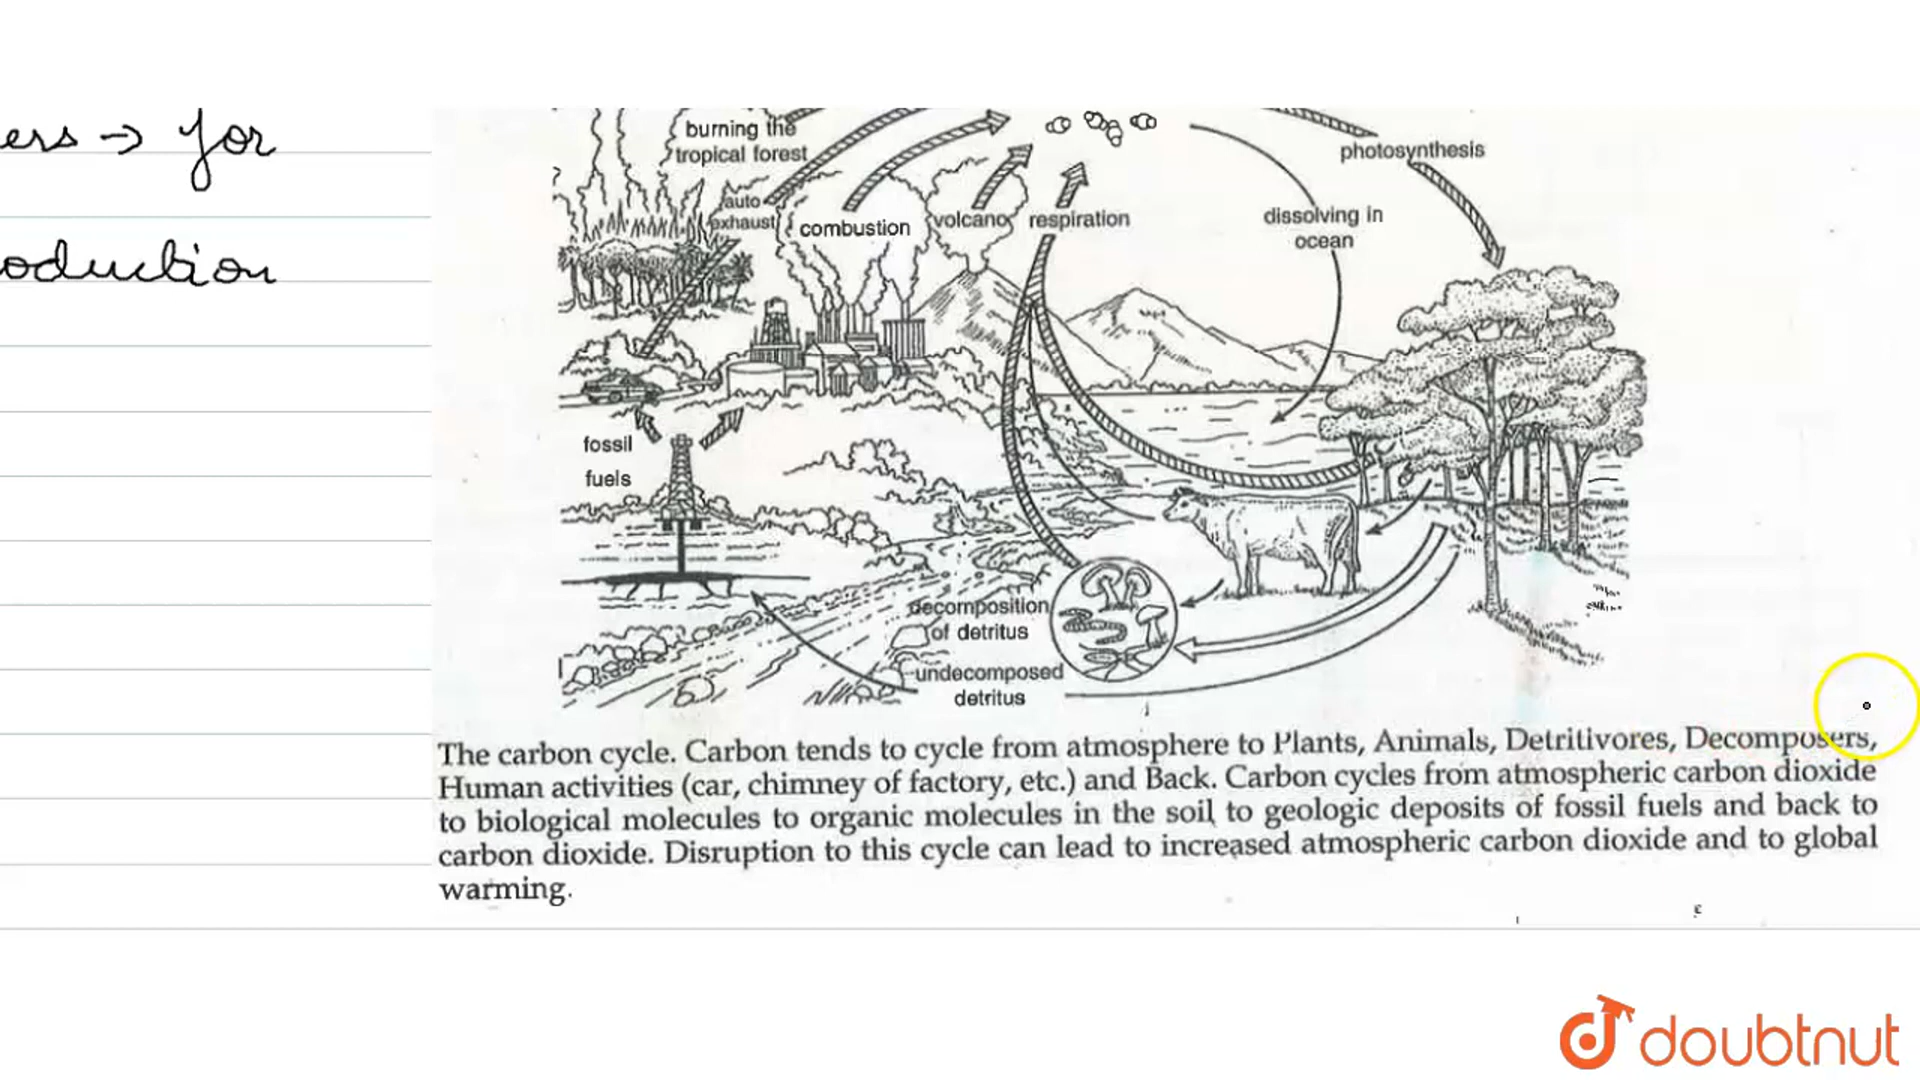 ers → for
oduction
burning the
tropical forest
auto
exhaust
combustion
volcano
respiration
dissolving in
ocean
photosynthesis
fossil
fuels
decomposition
of detritus
undecomposed
detritus
The carbon cycle. Carbon tends to cycle from atmosphere to Plants, Animals, Detritivores, Decomposers,
Human activities (car, chimney of factory, etc.) and Back. Carbon cycles from atmospheric carbon dioxide
to biological molecules to organic molecules in the soil to geologic deposits of fossil fuels and back to
carbon dioxide. Disruption to this cycle can lead to increased atmospheric carbon dioxide and to global
warming.
doubtnut